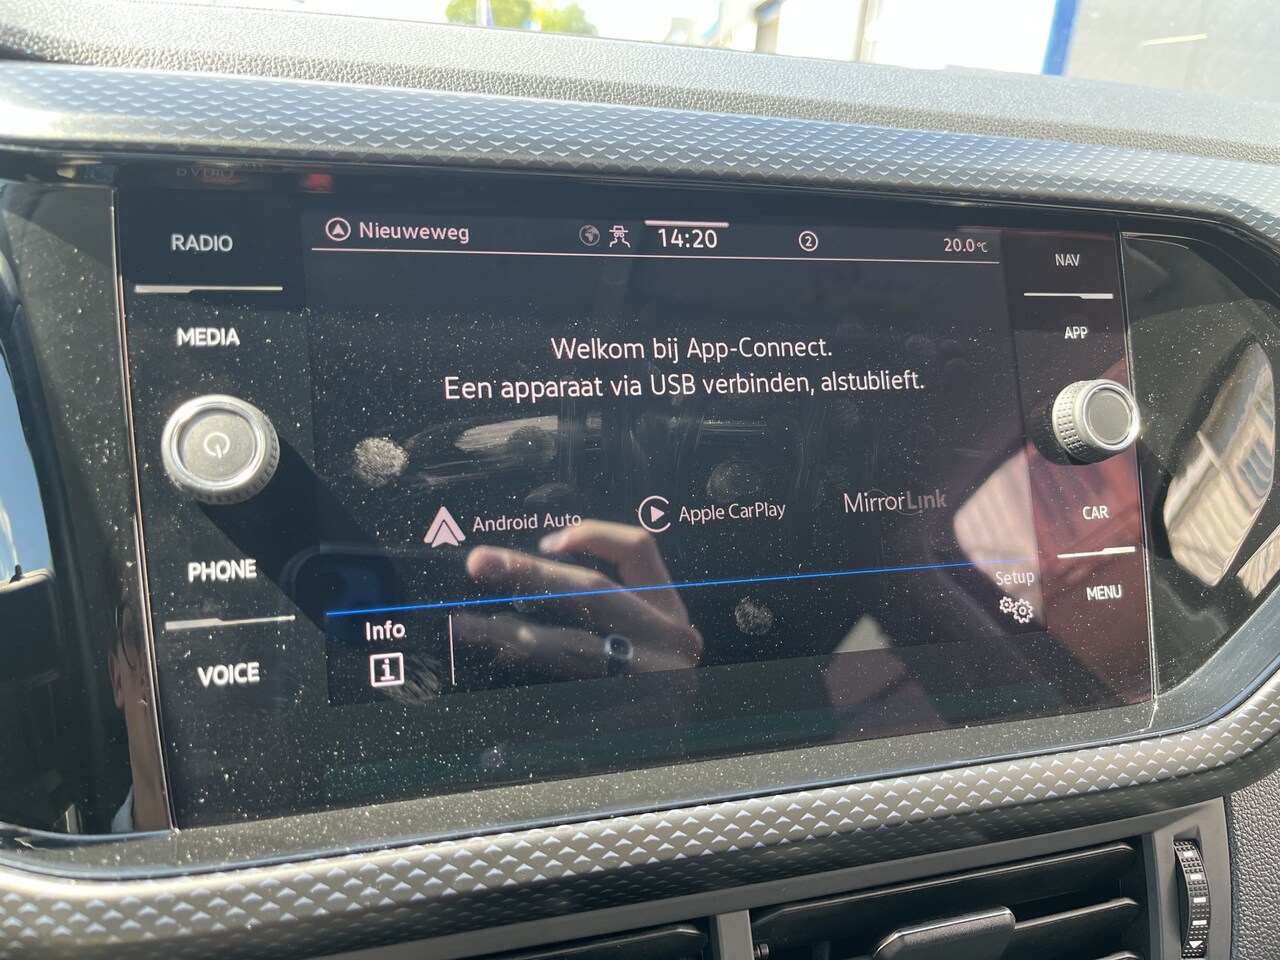 RADIO
MEDIA
PHONE
VOICE
Nieuweweg
14:20
2
20.0°C
Welkom bij App-Connect.
Een apparaat via USB verbinden, alstublieft.
Android Auto
Apple CarPlay
MirrorLink
Info
i
Setup
NAV
APP
CAR
MENU